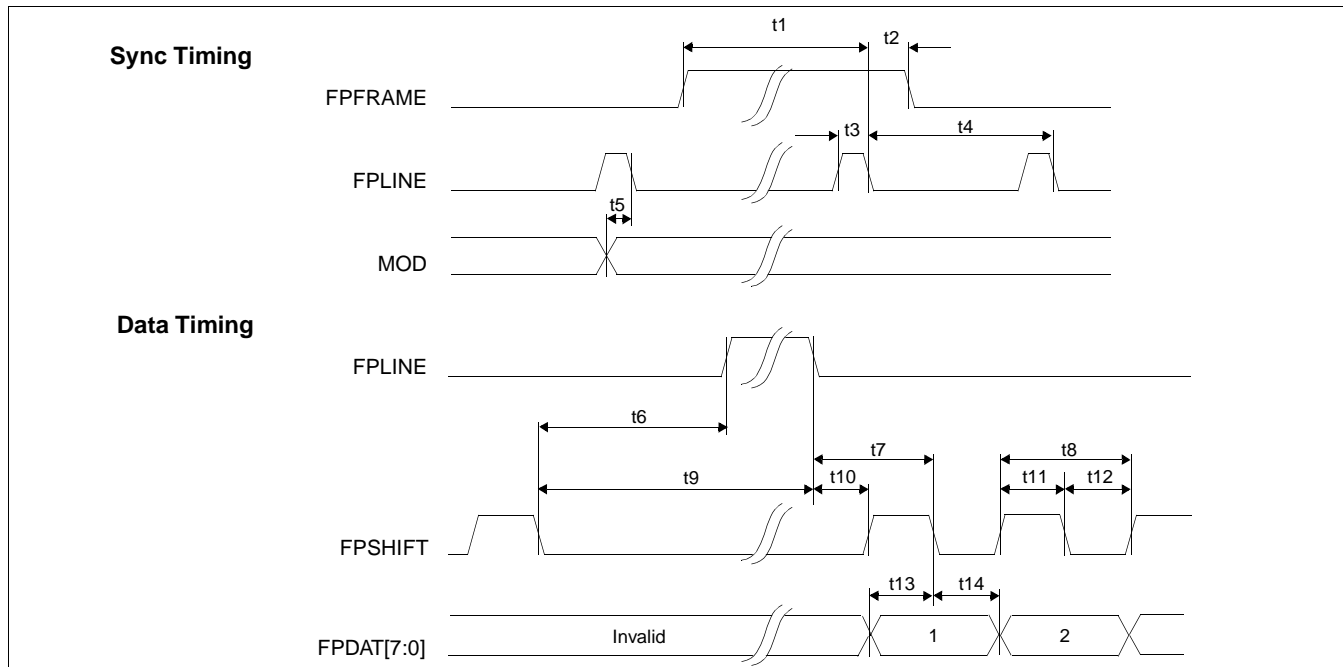 Sync Timing
t1
t2
FPFRAME
t3
t4
FPLINE
t5
MOD
Data Timing
FPLINE
t6
t7
t8
t9
t10
t11
t12
FPSHIFT
t13
t14
FPDAT[7:0]
Invalid
1
2